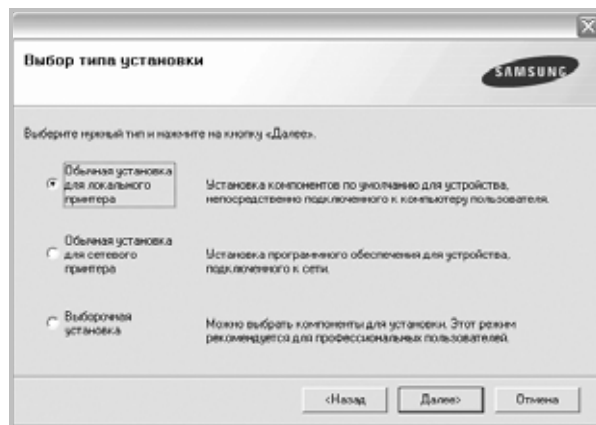 Выбор типа установки
SAMSUNG
Выберите нужный тип и нажмите на кнопку «Далее».
Обычная установка
для локального
принтера
Установка компонентов по умолчанию для устройства,
непосредственно подключенного к компьютеру пользователя.
Обычная установка
для сетевого
принтера
Установка программного обеспечения для устройства,
подключенного к сети.
Выборочная
установка
Можно выбрать компоненты для установки. Этот режим
рекомендуется для профессиональных пользователей.
<Назад
Далее>
Отмена